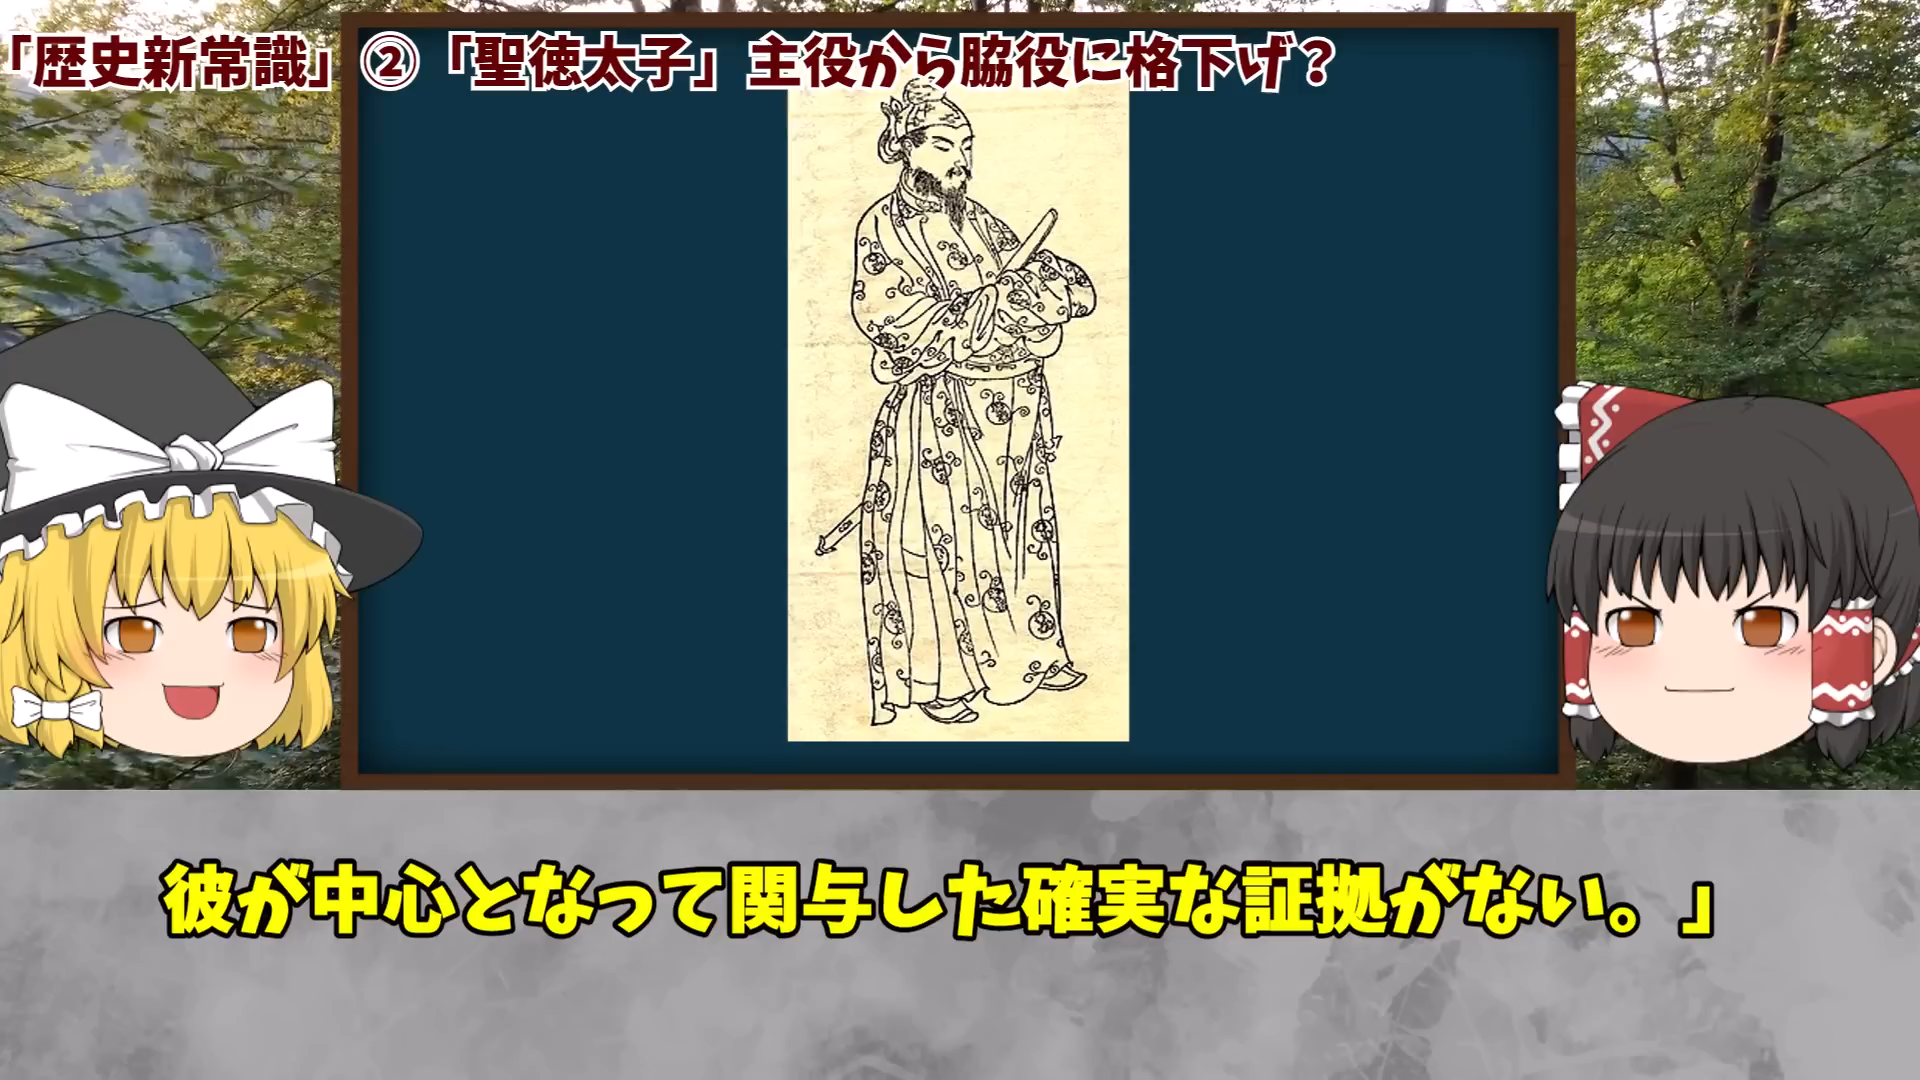 「歴史新常識」②「聖徳太子」主役から脇役に格下げ？
彼が中心となって関与した確実な証拠がない。」